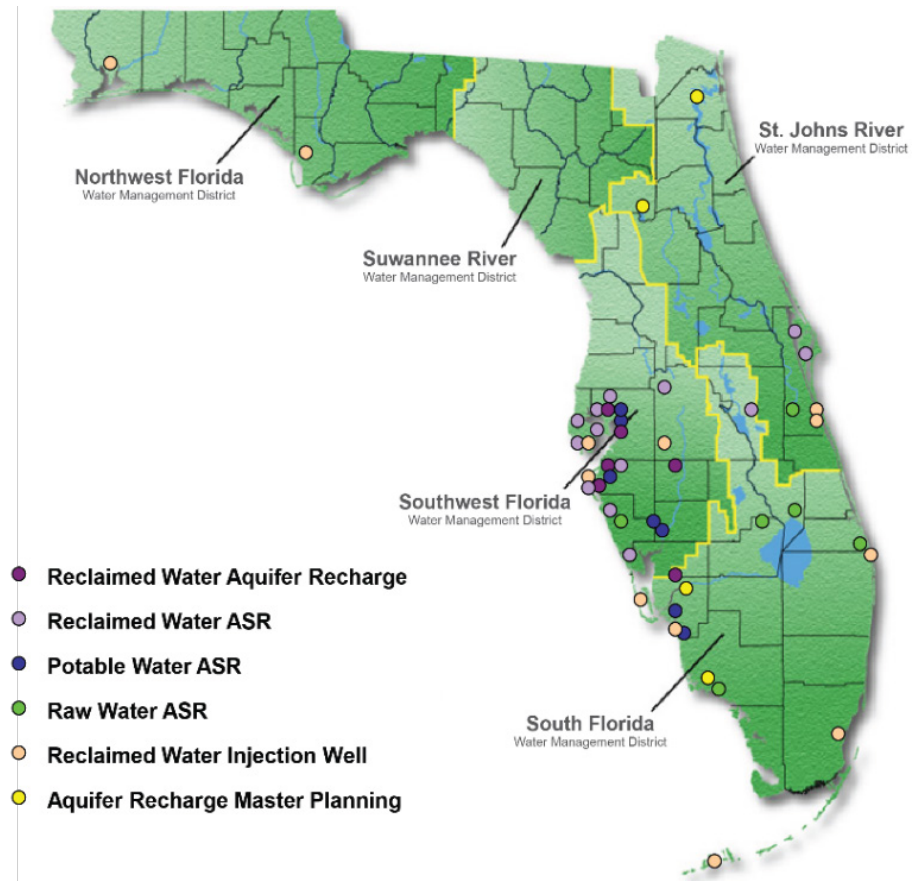 St. Johns River
Water Management District
Northwest Florida
Water Management District
Suwannee River
Water Management District
Southwest Florida
Water Management District
Reclaimed Water Aquifer Recharge
Reclaimed Water ASR
Potable Water ASR
Raw Water ASR
South Florida
Water Management District
Reclaimed Water Injection Well
Aquifer Recharge Master Planning